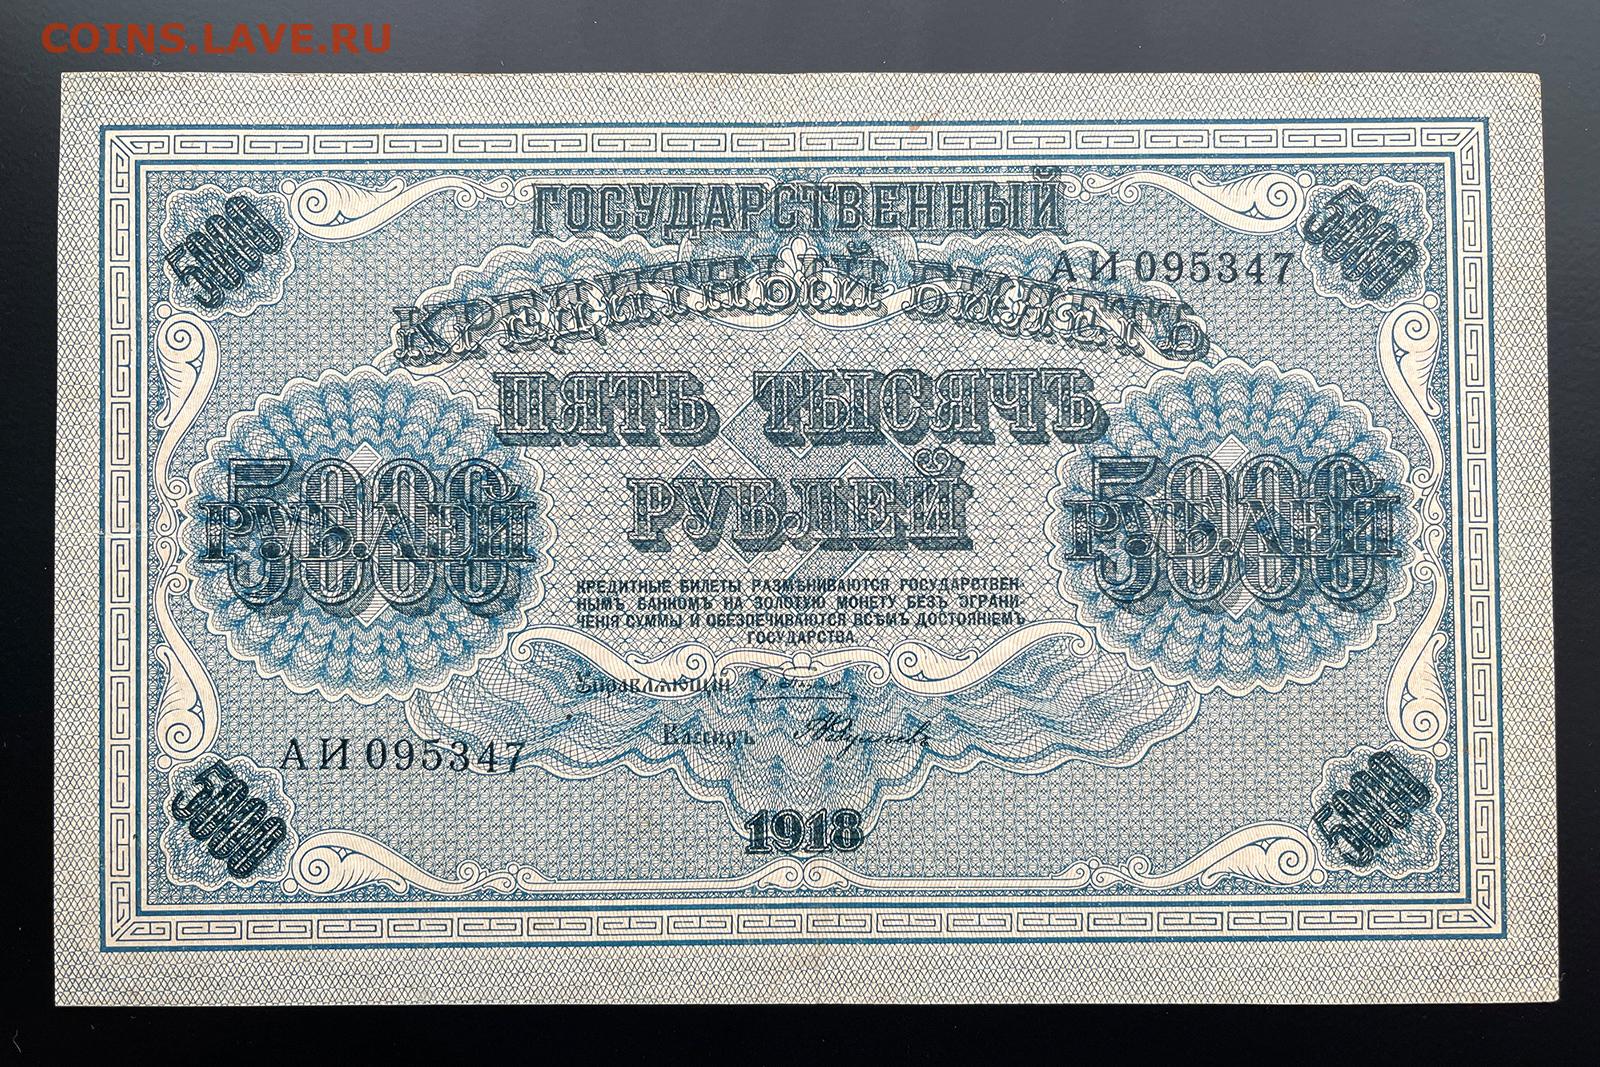 COINS.LAVE.RU
ГОСУДАРСТВЕННЫЙ
КРЕДИТНЫЙ БИЛЕТЪ
АИ 095347
5000
5000
ПЯТЬ ТЫСЯЧЪ
РУБЛЕЙ
5000
РУБЛЕЙ
5000
РУБЛЕЙ
КРЕДИТНЫЕ БИЛЕТЫ РАЗМѢНИВАЮТСЯ ГОСУДАРСТВЕН-
НЫМЪ БАНКОМЪ НА ЗОЛОТУЮ МОНЕТУ БЕЗЪ ОГРАНИ-
ЧЕНІЯ СУММЫ И ОБЕЗПЕЧИВАЮТСЯ ВСѢМЪ ДОСТОЯНІЕМЪ
ГОСУДАРСТВА.
Управляющій
Кассиръ
АИ 095347
5000
5000
1918